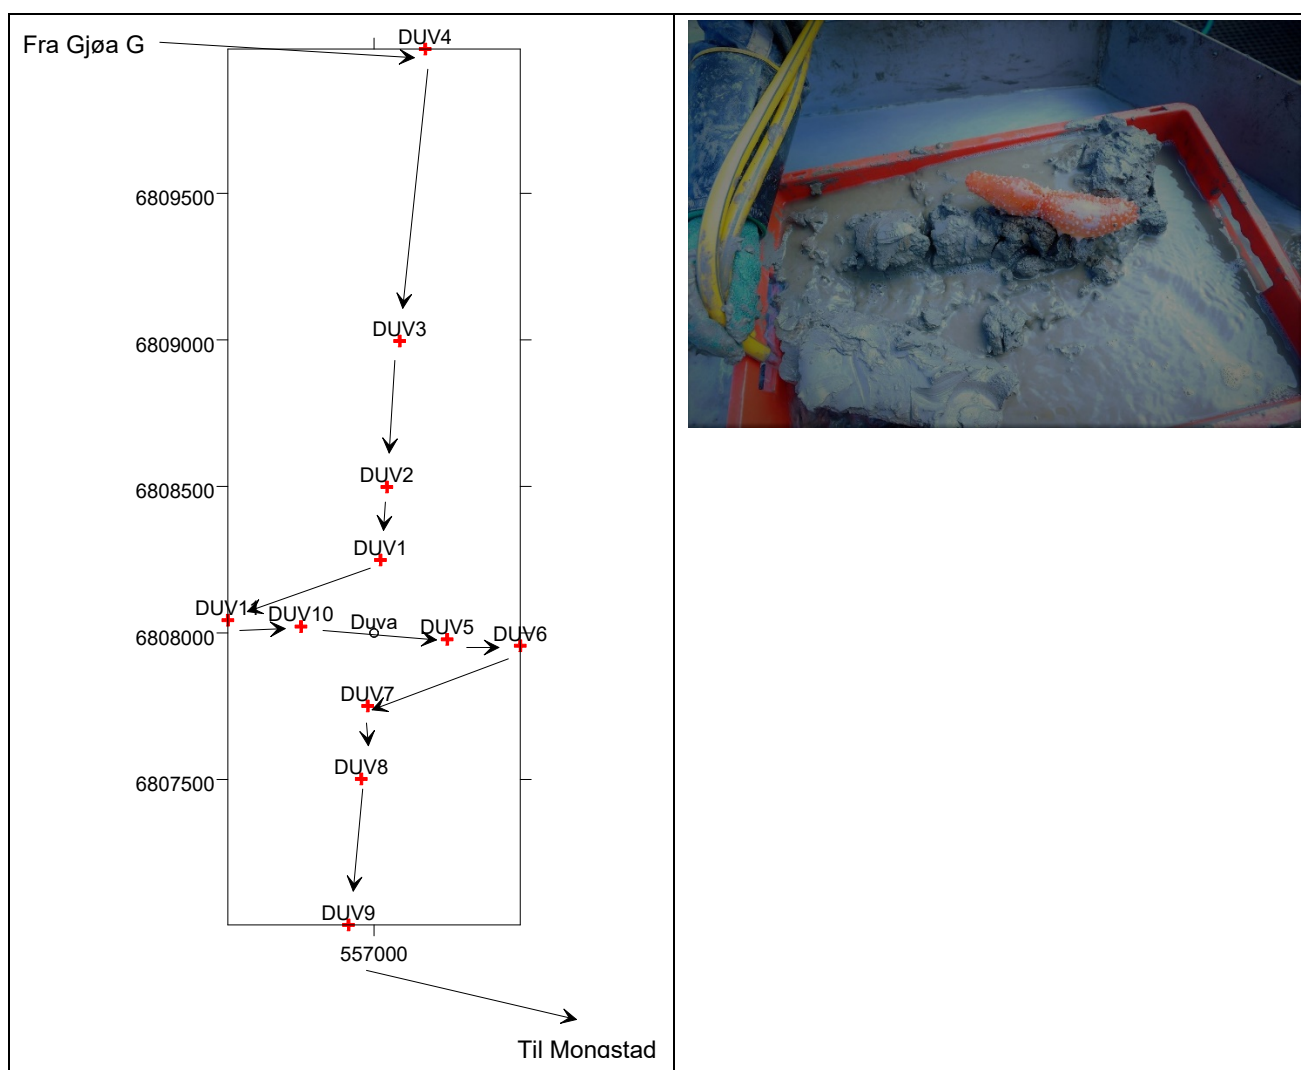 Fra Gjøa G
DUV4
6809500
DUV3
6809000
DUV2
6808500
DUV1
DUV11
DUV10
Duva
DUV5
DUV6
6808000
DUV7
DUV8
6807500
DUV9
557000
Til Mongstad